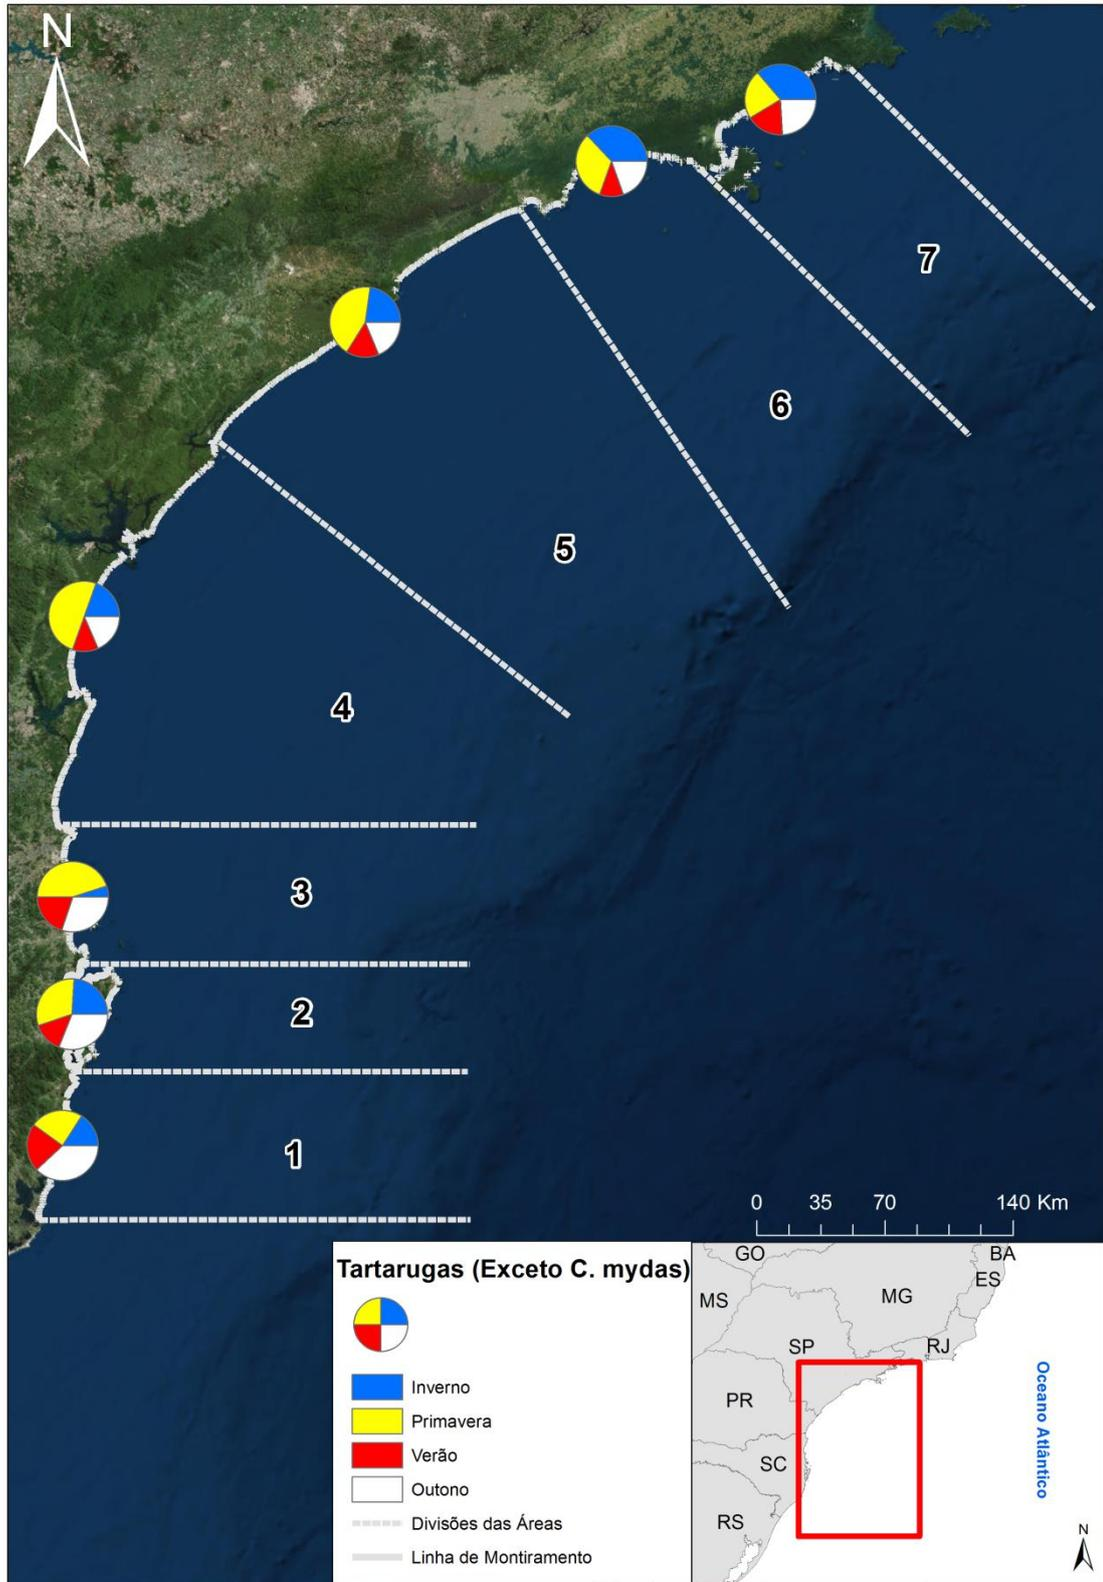 N
7
6
5
4
3
2
1
0 35 70 140 Km
Tartarugas (Exceto C. mydas)
Inverno
Primavera
Verão
Outono
Divisões das Áreas
Linha de Montiramento
GO
BA
ES
MS
MG
SP
RJ
PR
SC
RS
Oceano Atlântico
N